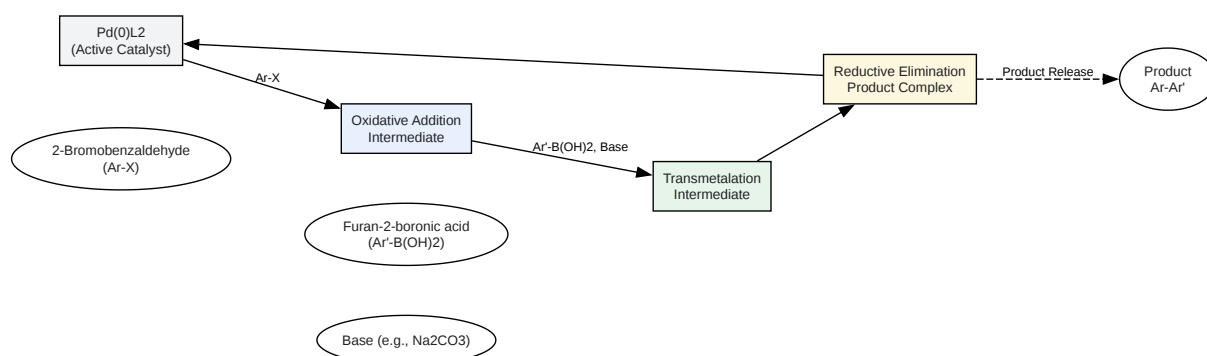 Pd(0)L2
(Active Catalyst)
Ar-X
Oxidative Addition
Intermediate
Ar'-B(OH)2, Base
Transmetalation
Intermediate
Reductive Elimination
Product Complex
Product Release
Product
Ar-Ar'
2-Bromobenzaldehyde
(Ar-X)
Furan-2-boronic acid
(Ar'-B(OH)2)
Base (e.g., Na2CO3)